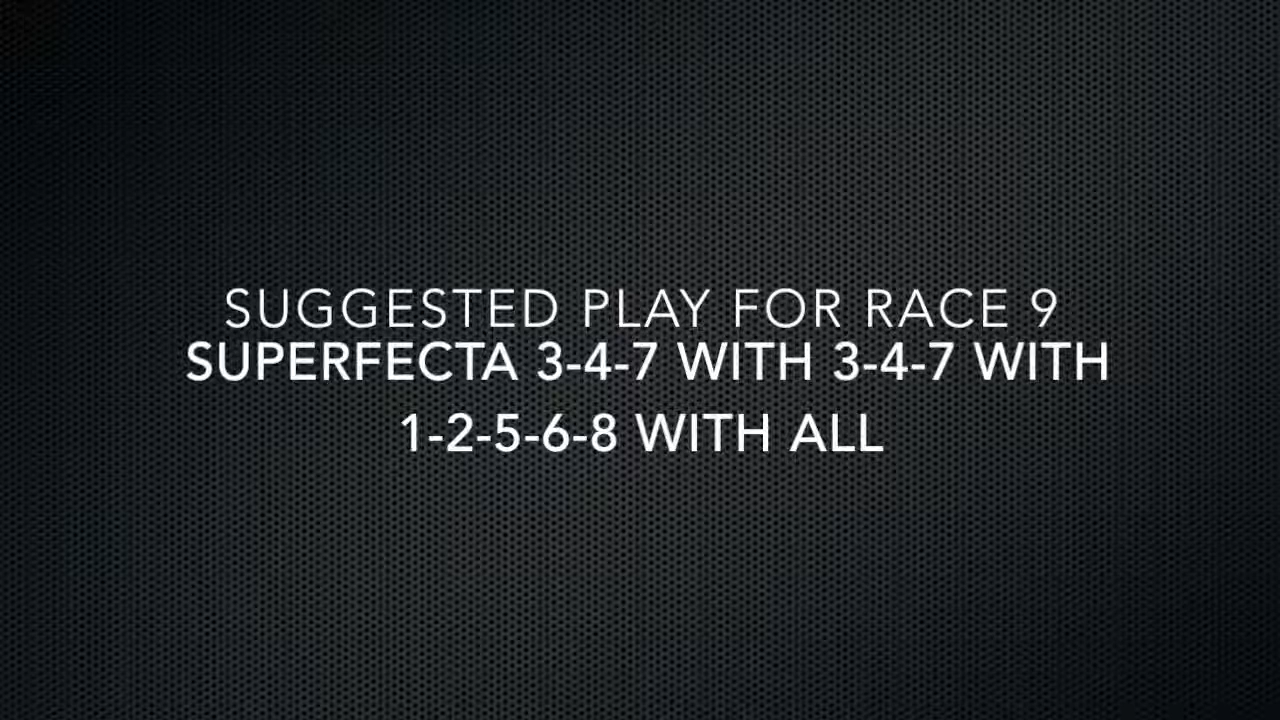 SUGGESTED PLAY FOR RACE 9
SUPERFECTA 3-4-7 WITH 3-4-7 WITH
1-2-5-6-8 WITH ALL